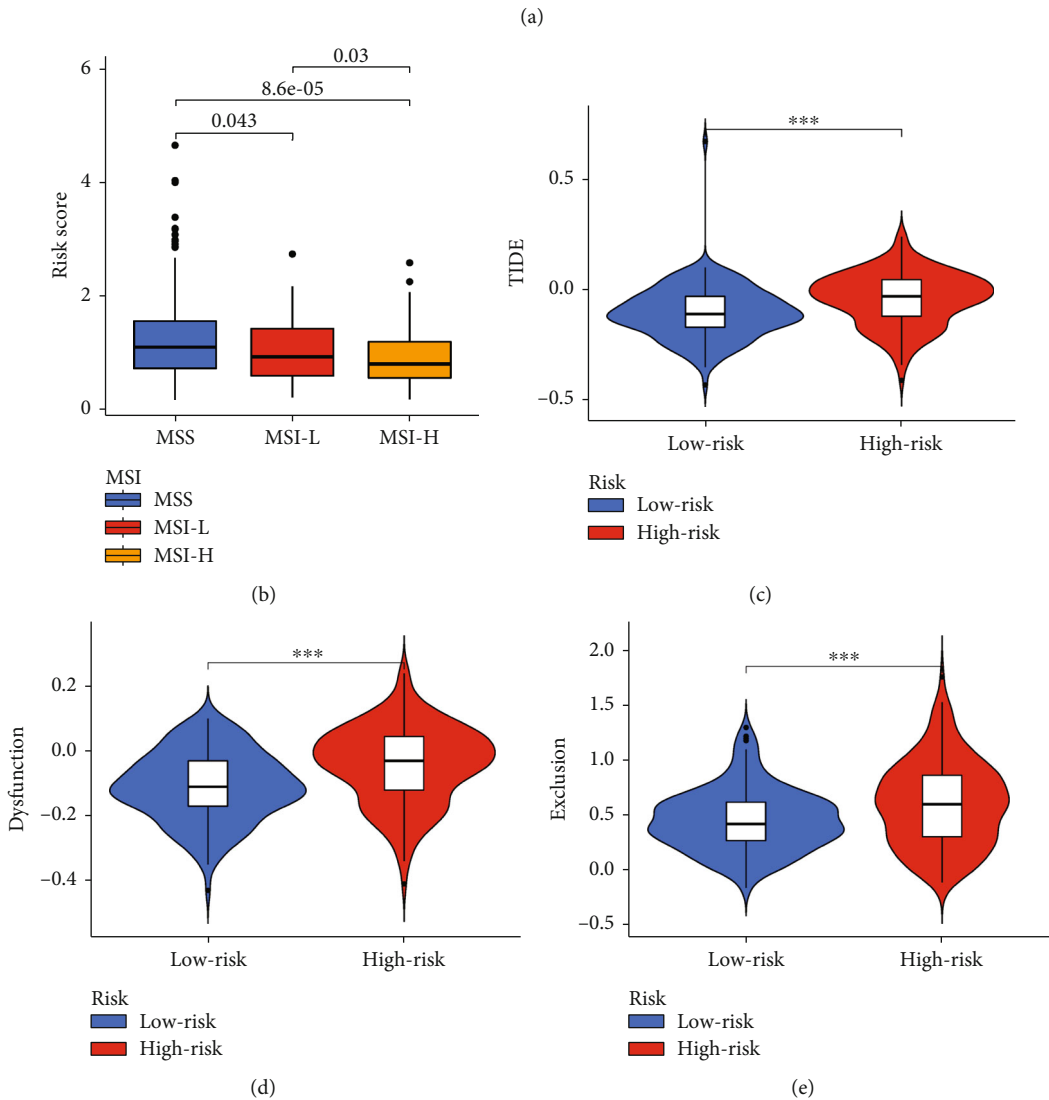 (a)
6
4
2
0
Risk score
0.03
8.6e-05
0.043
MSS
MSI-L
MSI-H
MSI
MSS
MSI-L
MSI-H
(b)
0.5
0.0
−0.5
TIDE
***
Low-risk
High-risk
Risk
Low-risk
High-risk
(c)
0.2
0.0
−0.2
−0.4
Dysfunction
***
Low-risk
High-risk
Risk
Low-risk
High-risk
(d)
2.0
1.5
1.0
0.5
0.0
−0.5
Exclusion
***
Low-risk
High-risk
Risk
Low-risk
High-risk
(e)